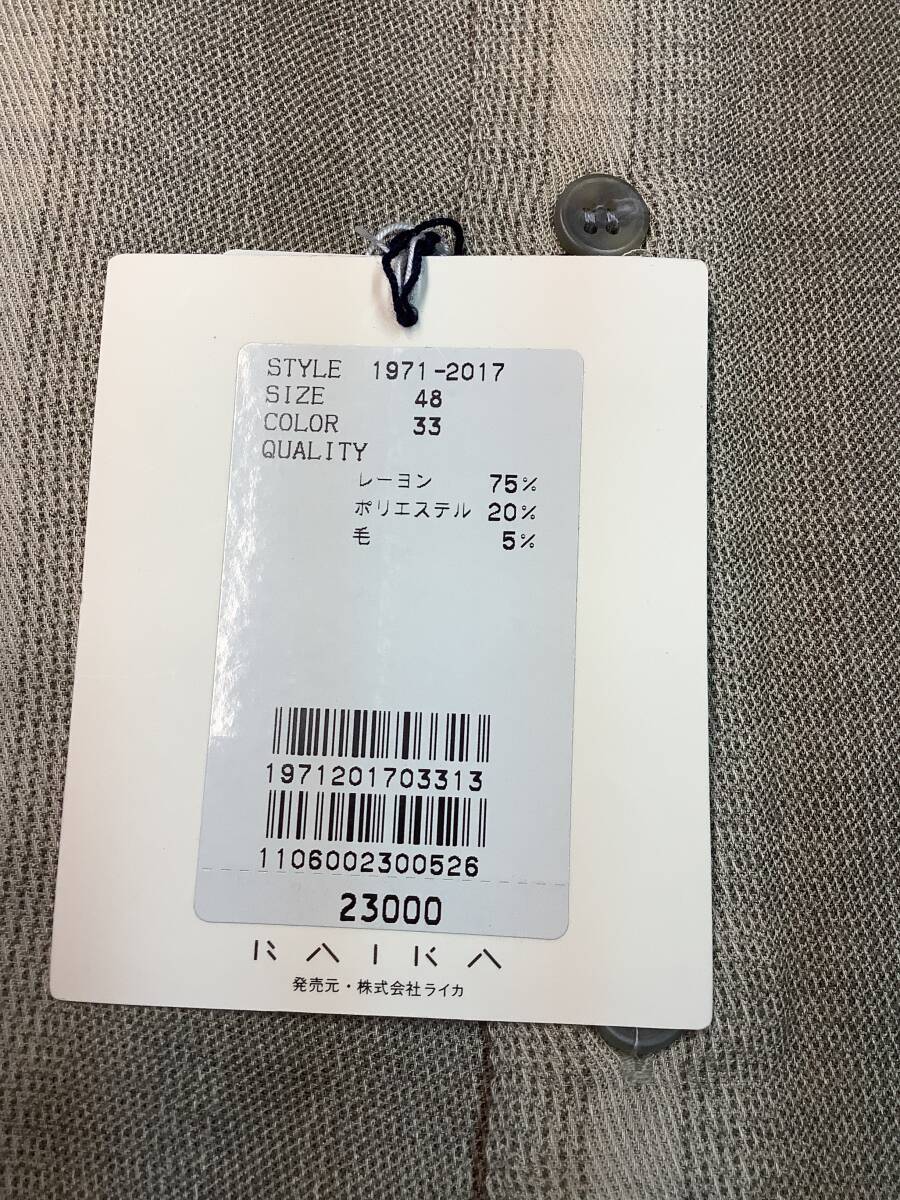 STYLE 1971-2017
SIZE 48
COLOR 33
QUALITY
レーヨン 75%
ポリエステル 20%
毛 5%
1971201703313
1106002300526
23000
RAIKA
発売元・株式会社ライカ